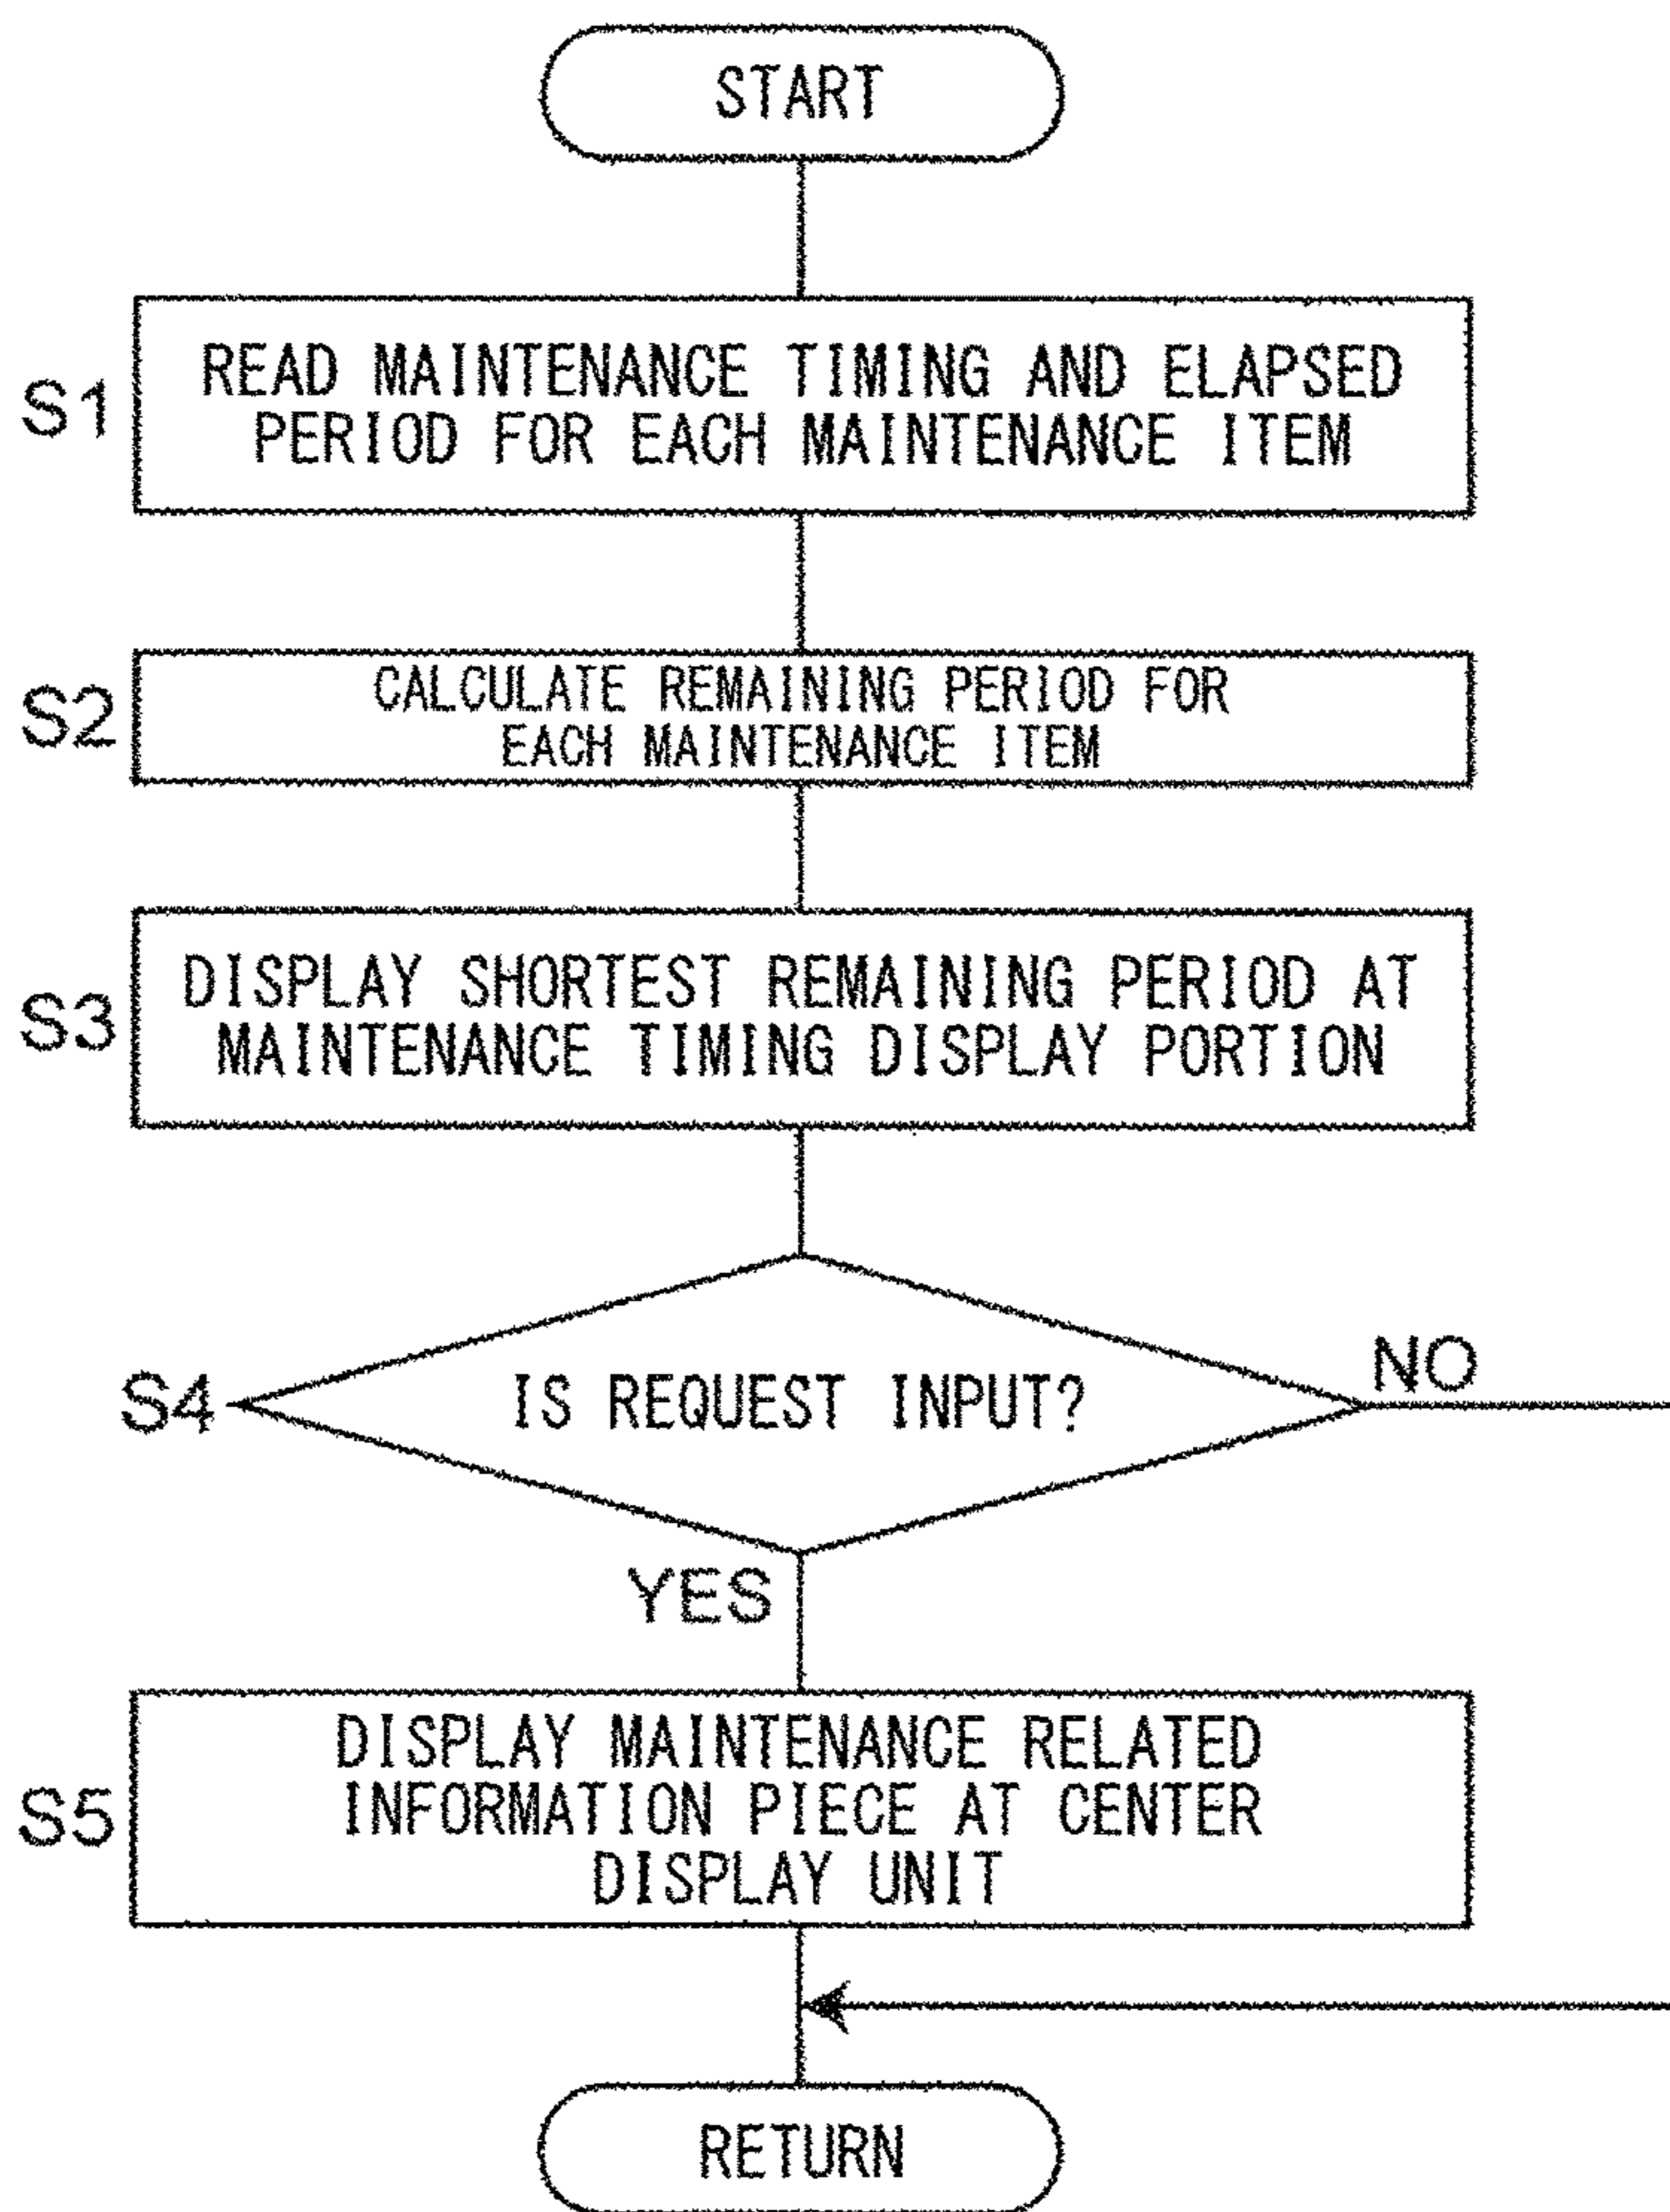 START
S1
READ MAINTENANCE TIMING AND ELAPSED
PERIOD FOR EACH MAINTENANCE ITEM
S2
CALCULATE REMAINING PERIOD FOR
EACH MAINTENANCE ITEM
S3
DISPLAY SHORTEST REMAINING PERIOD AT
MAINTENANCE TIMING DISPLAY PORTION
S4
IS REQUEST INPUT?
NO
YES
S5
DISPLAY MAINTENANCE RELATED
INFORMATION PIECE AT CENTER
DISPLAY UNIT
RETURN